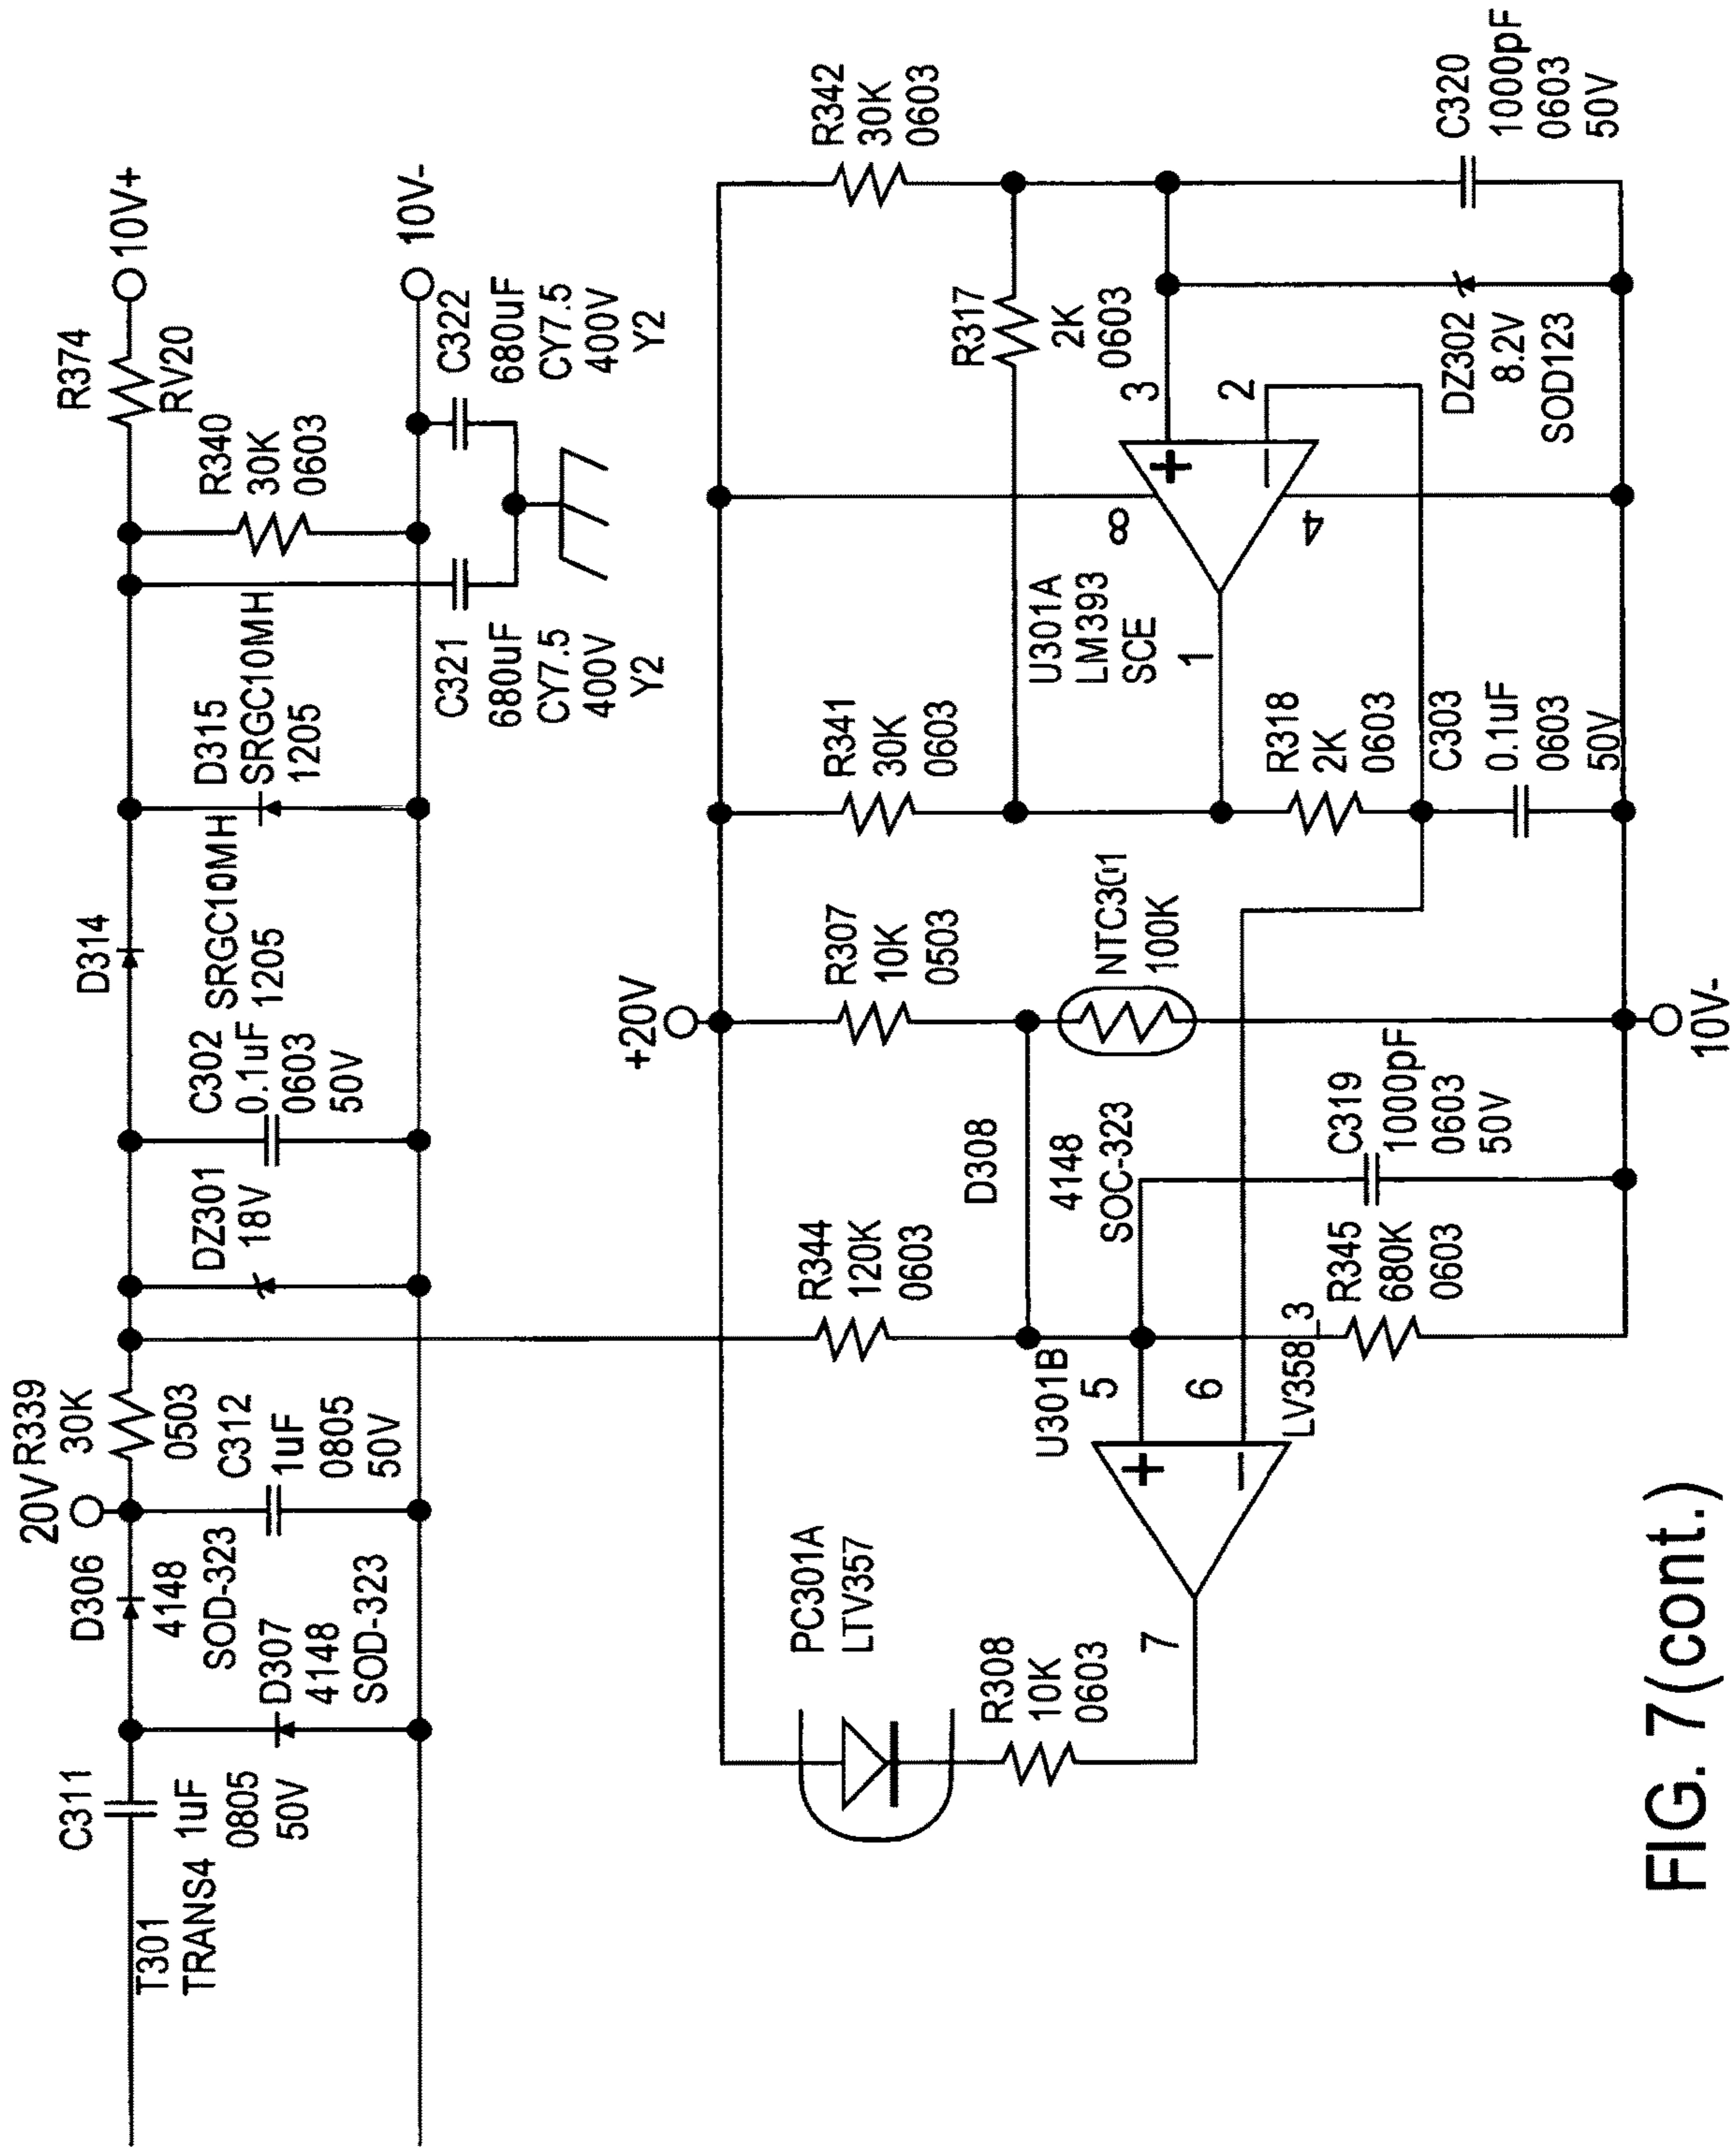 T301
TRANS4
C311
1uF
0805
50V
D306
4148
SOD-323
D307
4148
SOD-323
20V
R339
30K
0503
C312
1uF
0805
50V
DZ301
18V
C302
0.1uF
0603
50V
D314
SRGC10MH
1205
D315
SRGC10MH
1205
R340
30K
0603
R374
RV20
10V+
10V-
C321
680uF
CY7.5
400V
Y2
C322
680uF
CY7.5
400V
Y2
PC301A
LTV357
R308
10K
0603
7
U301B
5
6
LV358_3
R344
120K
0603
R345
680K
0603
D308
4148
SOC-323
C319
1000pF
0603
50V
+20V
10V-
R307
10K
0503
NTC301
100K
R341
30K
0603
R318
2K
0603
C303
0.1uF
0603
50V
U301A
LM393
SCE
1
8
4
3
2
R317
2K
0603
DZ302
8.2V
SOD123
R342
30K
0603
C320
1000pF
0603
50V
FIG. 7(cont.)